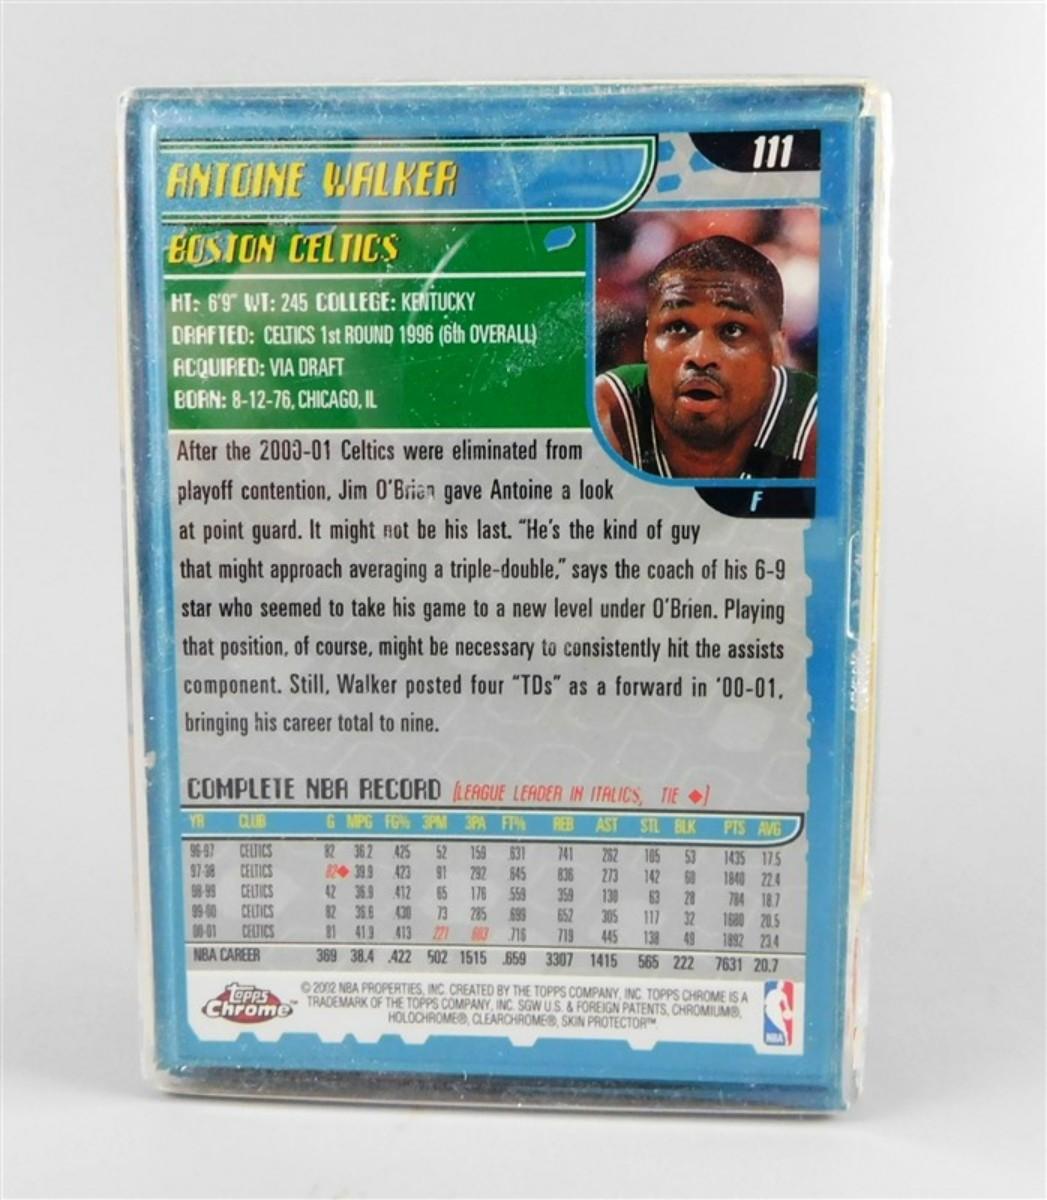 111
ANTOINE WALKER
BOSTON CELTICS
HT: 6'9" WT: 245 COLLEGE: KENTUCKY
DRAFTED: CELTICS 1st ROUND 1996 (6th OVERALL)
ACQUIRED: VIA DRAFT
BORN: 8-12-76, CHICAGO, IL
F
After the 2000-01 Celtics were eliminated from
playoff contention, Jim O'Brien gave Antoine a look
at point guard. It might not be his last. "He's the kind of guy
that might approach averaging a triple-double," says the coach of his 6-9
star who seemed to take his game to a new level under O'Brien. Playing
that position, of course, might be necessary to consistently hit the assists
component. Still, Walker posted four "TDs" as a forward in '00-01,
bringing his career total to nine.
COMPLETE NBA RECORD [LEAGUE LEADER IN ITALICS, TIE ◆]
YR CLUB G MPG FG% 3PM 3PA FT% REB AST STL BLK PTS AVG
96-97 CELTICS 82 36.2 .425 52 159 .631 741 262 105 53 1435 17.5
97-98 CELTICS 82◆ 39.9 .423 91 292 .645 836 273 142 60 1840 22.4
98-99 CELTICS 42 36.9 .412 65 176 .559 359 130 63 28 784 18.7
99-00 CELTICS 82 36.6 .430 73 285 .699 652 305 117 32 1680 20.5
00-01 CELTICS 81 41.9 .413 221 603 .716 719 445 138 49 1892 23.4
NBA CAREER 369 38.4 .422 502 1515 .659 3307 1415 565 222 7631 20.7
Topps Chrome™
© 2002 NBA PROPERTIES, INC. CREATED BY THE TOPPS COMPANY, INC. TOPPS CHROME IS A
TRADEMARK OF THE TOPPS COMPANY, INC. SGW U.S. & FOREIGN PATENTS, CHROMIUM®,
HOLOCHROME®, CLEARCHROME®, SKIN PROTECTOR™.
NBA